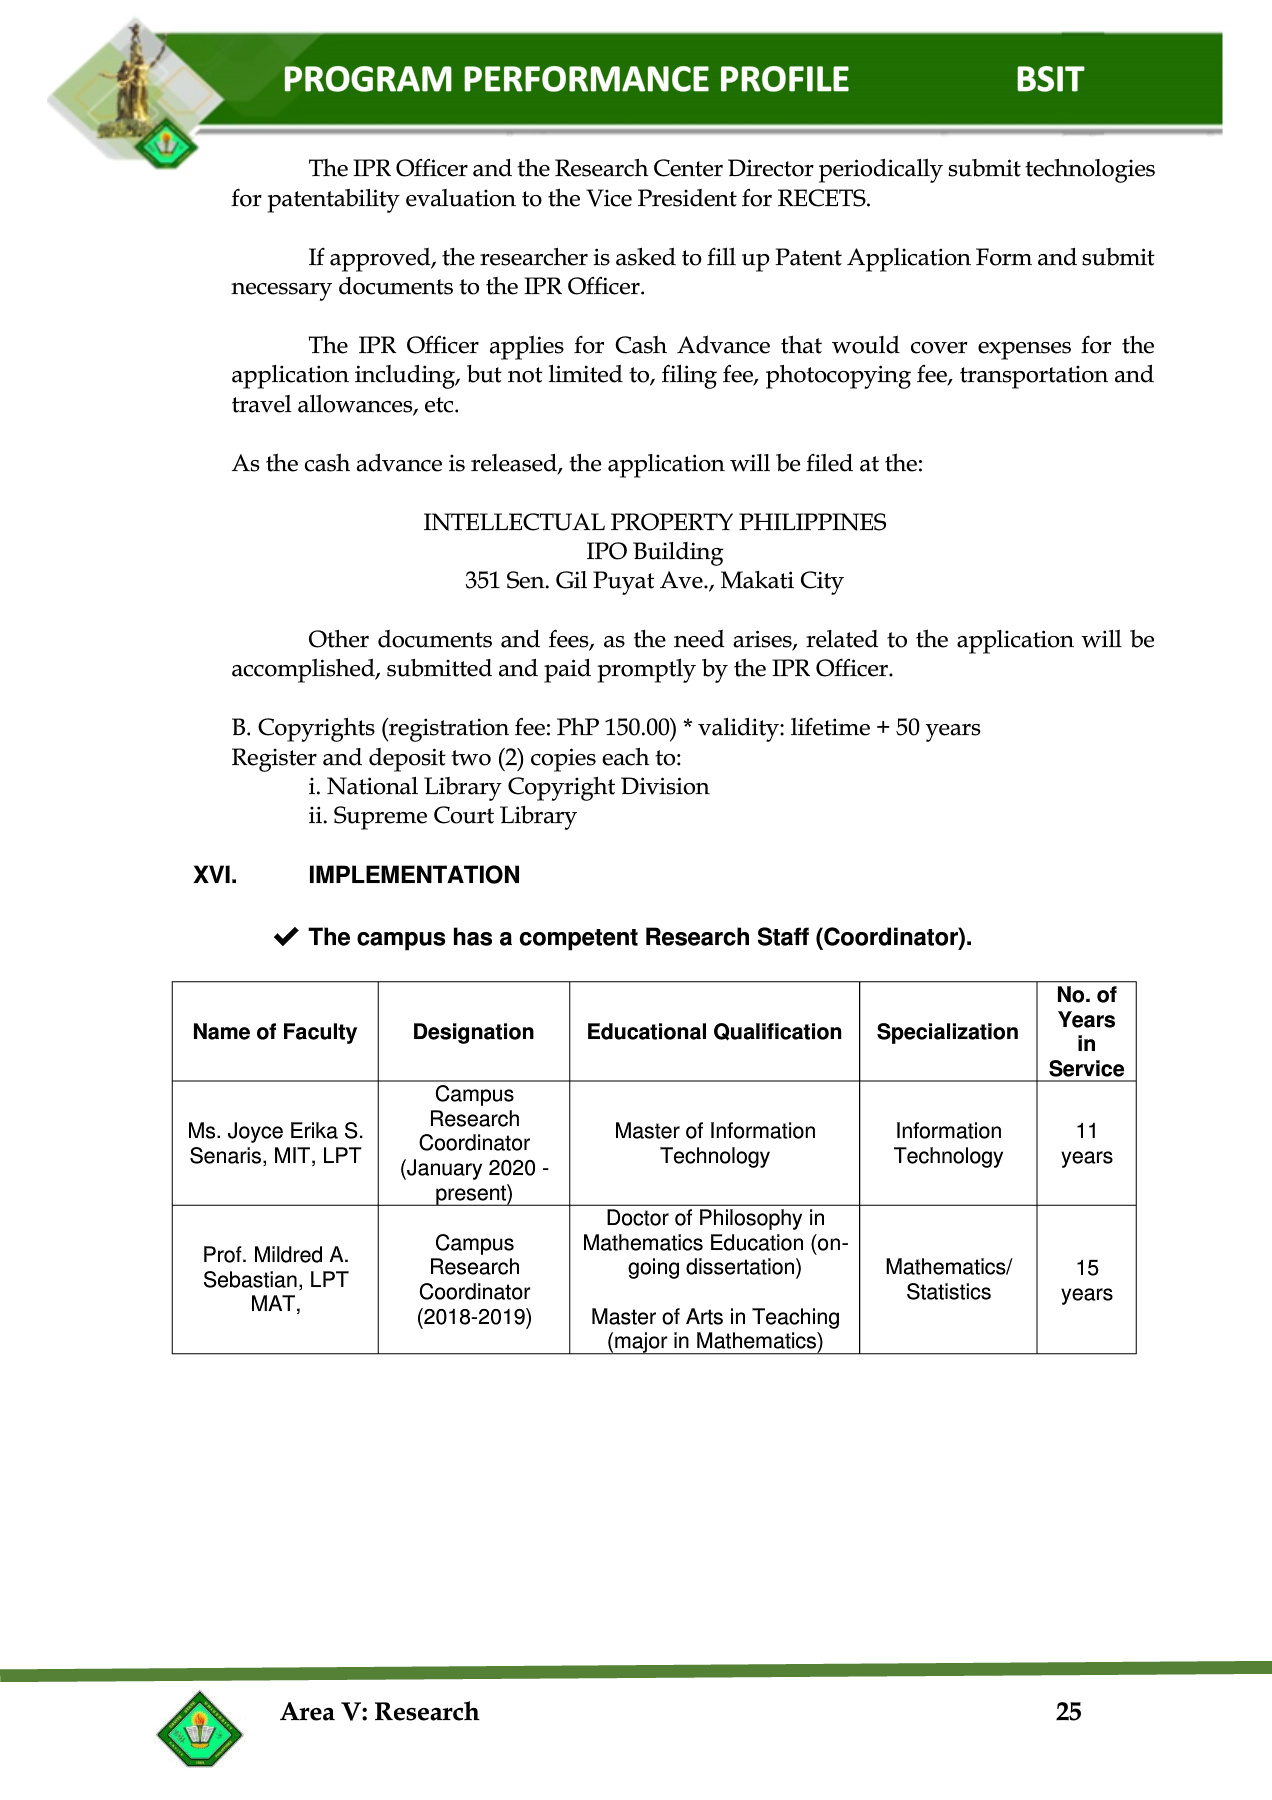 PROGRAM PERFORMANCE PROFILE BSIT
The IPR Officer and the Research Center Director periodically submit technologies
for patentability evaluation to the Vice President for RECETS.
If approved, the researcher is asked to fill up Patent Application Form and submit
necessary documents to the IPR Officer.
The IPR Officer applies for Cash Advance that would cover expenses for the
application including, but not limited to, filing fee, photocopying fee, transportation and
travel allowances, etc.
As the cash advance is released, the application will be filed at the:
INTELLECTUAL PROPERTY PHILIPPINES
IPO Building
351 Sen. Gil Puyat Ave., Makati City
Other documents and fees, as the need arises, related to the application will be
accomplished, submitted and paid promptly by the IPR Officer.
B. Copyrights (registration fee: PhP 150.00) * validity: lifetime + 50 years
Register and deposit two (2) copies each to:
i. National Library Copyright Division
ii. Supreme Court Library
XVI. IMPLEMENTATION
✔ The campus has a competent Research Staff (Coordinator).
Name of Faculty
Designation
Educational Qualification
Specialization
No. of
Years
in
Service
Ms. Joyce Erika S.
Senaris, MIT, LPT
Campus
Research
Coordinator
(January 2020 -
present)
Master of Information
Technology
Information
Technology
11
years
Prof. Mildred A.
Sebastian, LPT
MAT,
Campus
Research
Coordinator
(2018-2019)
Doctor of Philosophy in
Mathematics Education (on-
going dissertation)
Master of Arts in Teaching
(major in Mathematics)
Mathematics/
Statistics
15
years
Area V: Research 25